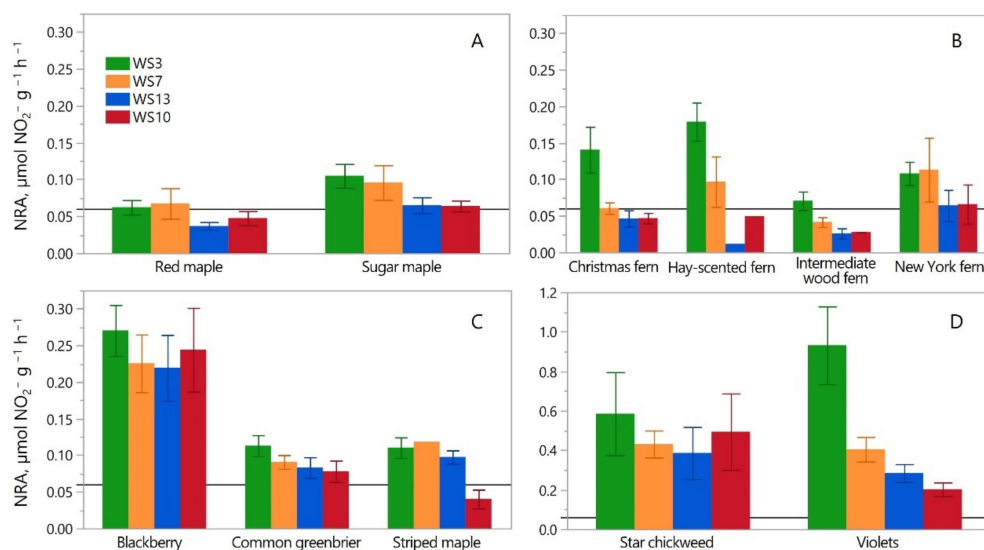 A
NRA, µmol NO₂⁻ g⁻¹ h⁻¹
0.30
0.25
0.20
0.15
0.10
0.05
0.00
WS3
WS7
WS13
WS10
Red maple
Sugar maple
B
0.30
0.25
0.20
0.15
0.10
0.05
0.00
Christmas fern
Hay-scented fern
Intermediate
wood fern
New York fern
C
NRA, µmol NO₂⁻ g⁻¹ h⁻¹
0.30
0.25
0.20
0.15
0.10
0.05
0.00
Blackberry
Common greenbrier
Striped maple
D
1.2
1.0
0.8
0.6
0.4
0.2
0.0
Star chickweed
Violets